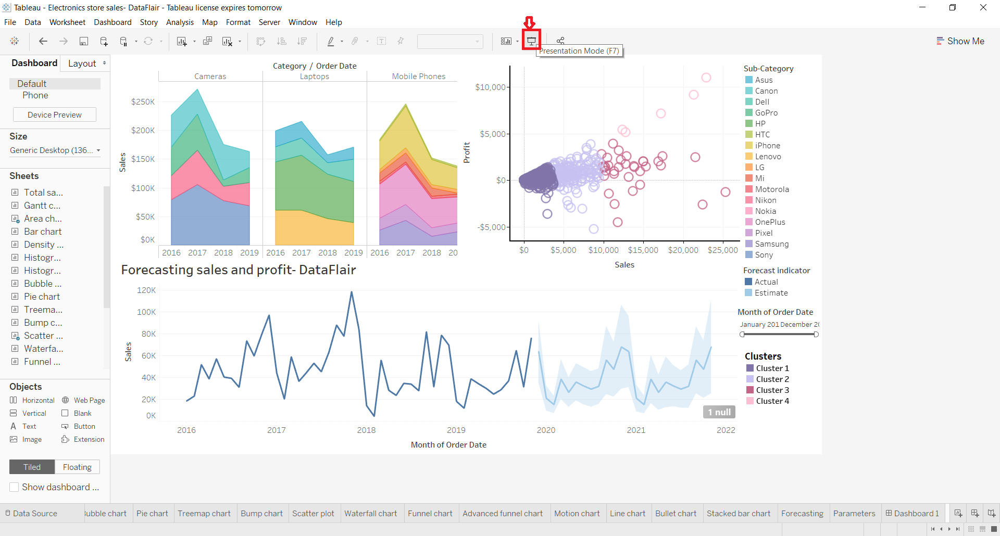 Tableau - Electronics store sales- DataFlair - Tableau license expires tomorrow
File Data Worksheet Dashboard Story Analysis Map Format Server Window Help
Show Me
Presentation Mode (F7)
Dashboard Layout
Default
Phone
Device Preview
Size
Generic Desktop (136...
Sheets
Total sa...
Gantt c...
Area ch...
Bar chart
Density ...
Histogr...
Histogr...
Bubble ...
Pie chart
Treema...
Bump c...
Scatter ...
Waterfa...
Funnel ...
Objects
Horizontal Web Page
Vertical Blank
Text Button
Image Extension
Tiled Floating
Show dashboard ...
Category / Order Date
Cameras Laptops Mobile Phones
Sales
$250K
$200K
$150K
$100K
$50K
$0K
2016 2017 2018 2019 2016 2017 2018 2019 2016 2017 2018 20
Profit
$10,000
$5,000
$0
-$5,000
$0 $5,000 $10,000 $15,000 $20,000 $25,000
Sales
Sub-Category
Asus
Canon
Dell
GoPro
HP
HTC
iPhone
Lenovo
LG
Mi
Motorola
Nikon
Nokia
OnePlus
Pixel
Samsung
Sony
Forecasting sales and profit- DataFlair
Sales
120K
100K
80K
60K
40K
20K
0K
1 null
2016 2017 2018 2019 2020 2021 2022
Month of Order Date
Forecast indicator
Actual
Estimate
Month of Order Date
January 201 December 20
Clusters
Cluster 1
Cluster 2
Cluster 3
Cluster 4
Data Source ubble chart Pie chart Treemap chart Bump chart Scatter plot Waterfall chart Funnel chart Advanced funnel chart Motion chart Line chart Bullet chart Stacked bar chart Forecasting Parameters Dashboard 1